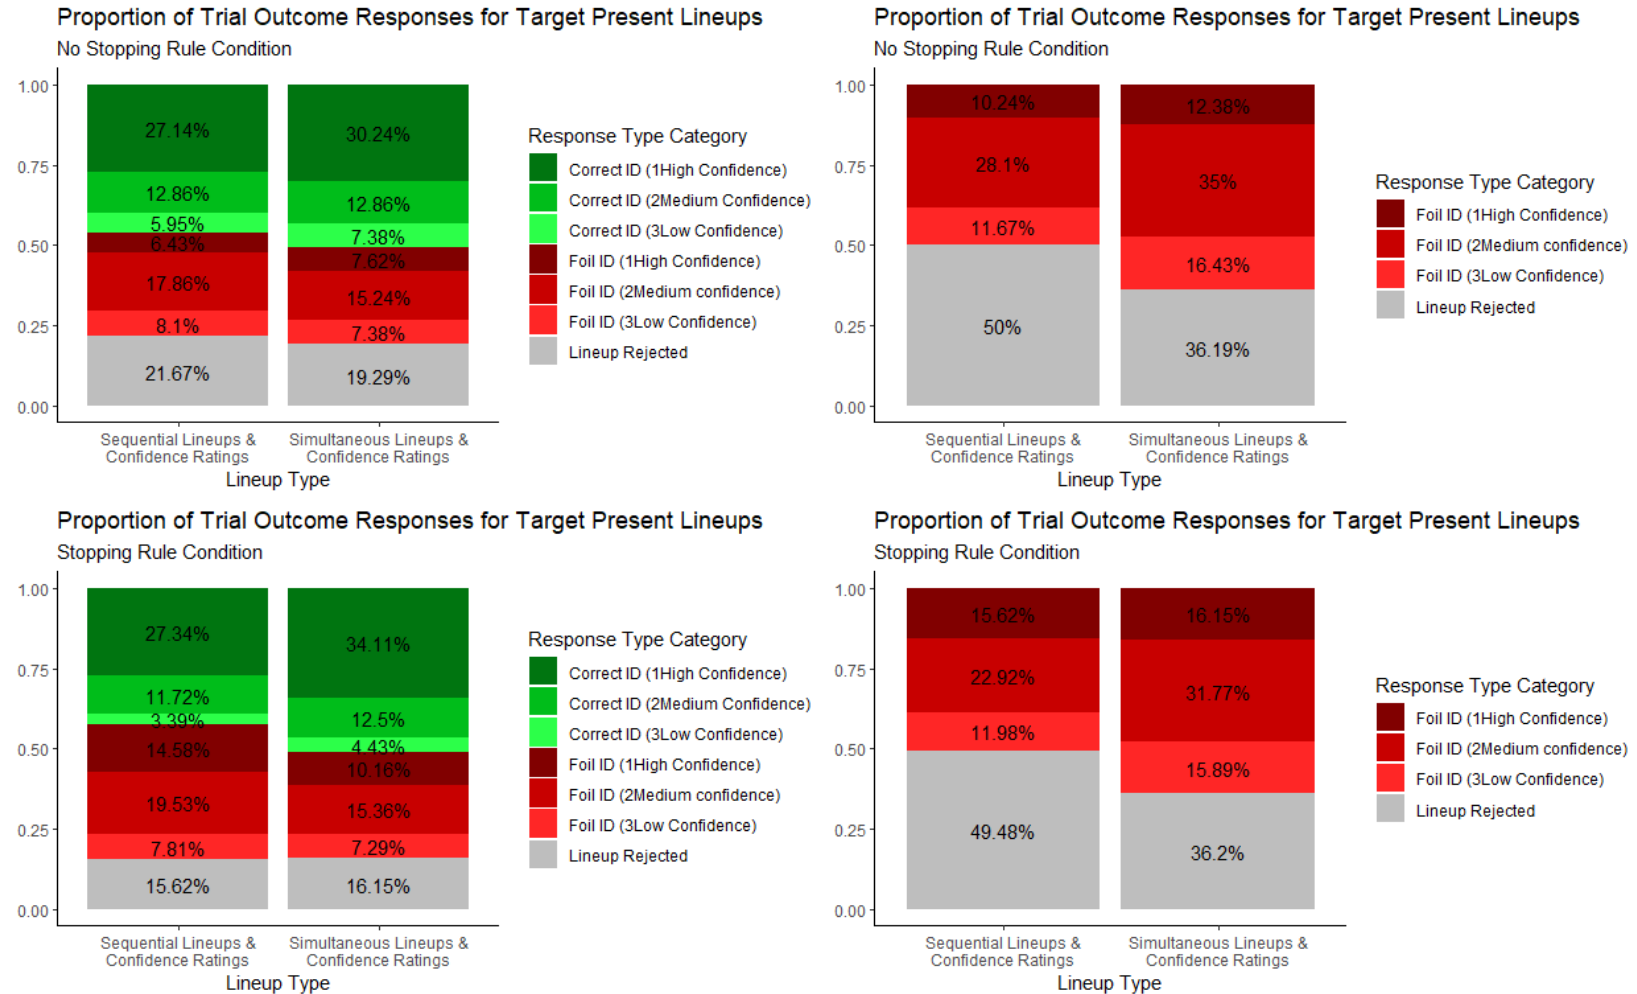 Proportion of Trial Outcome Responses for Target Present Lineups
No Stopping Rule Condition
1.00
0.75
0.50
0.25
0.00
27.14%
12.86%
5.95%
6.43%
17.86%
8.1%
21.67%
30.24%
12.86%
7.38%
7.62%
15.24%
7.38%
19.29%
Sequential Lineups &
Confidence Ratings
Simultaneous Lineups &
Confidence Ratings
Lineup Type
Response Type Category
Correct ID (1High Confidence)
Correct ID (2Medium Confidence)
Correct ID (3Low Confidence)
Foil ID (1High Confidence)
Foil ID (2Medium confidence)
Foil ID (3Low Confidence)
Lineup Rejected
Proportion of Trial Outcome Responses for Target Present Lineups
No Stopping Rule Condition
1.00
0.75
0.50
0.25
0.00
10.24%
28.1%
11.67%
50%
12.38%
35%
16.43%
36.19%
Sequential Lineups &
Confidence Ratings
Simultaneous Lineups &
Confidence Ratings
Lineup Type
Response Type Category
Foil ID (1High Confidence)
Foil ID (2Medium confidence)
Foil ID (3Low Confidence)
Lineup Rejected
Proportion of Trial Outcome Responses for Target Present Lineups
Stopping Rule Condition
1.00
0.75
0.50
0.25
0.00
27.34%
11.72%
3.39%
14.58%
19.53%
7.81%
15.62%
34.11%
12.5%
4.43%
10.16%
15.36%
7.29%
16.15%
Sequential Lineups &
Confidence Ratings
Simultaneous Lineups &
Confidence Ratings
Lineup Type
Response Type Category
Correct ID (1High Confidence)
Correct ID (2Medium Confidence)
Correct ID (3Low Confidence)
Foil ID (1High Confidence)
Foil ID (2Medium confidence)
Foil ID (3Low Confidence)
Lineup Rejected
Proportion of Trial Outcome Responses for Target Present Lineups
Stopping Rule Condition
1.00
0.75
0.50
0.25
0.00
15.62%
22.92%
11.98%
49.48%
16.15%
31.77%
15.89%
36.2%
Sequential Lineups &
Confidence Ratings
Simultaneous Lineups &
Confidence Ratings
Lineup Type
Response Type Category
Foil ID (1High Confidence)
Foil ID (2Medium confidence)
Foil ID (3Low Confidence)
Lineup Rejected